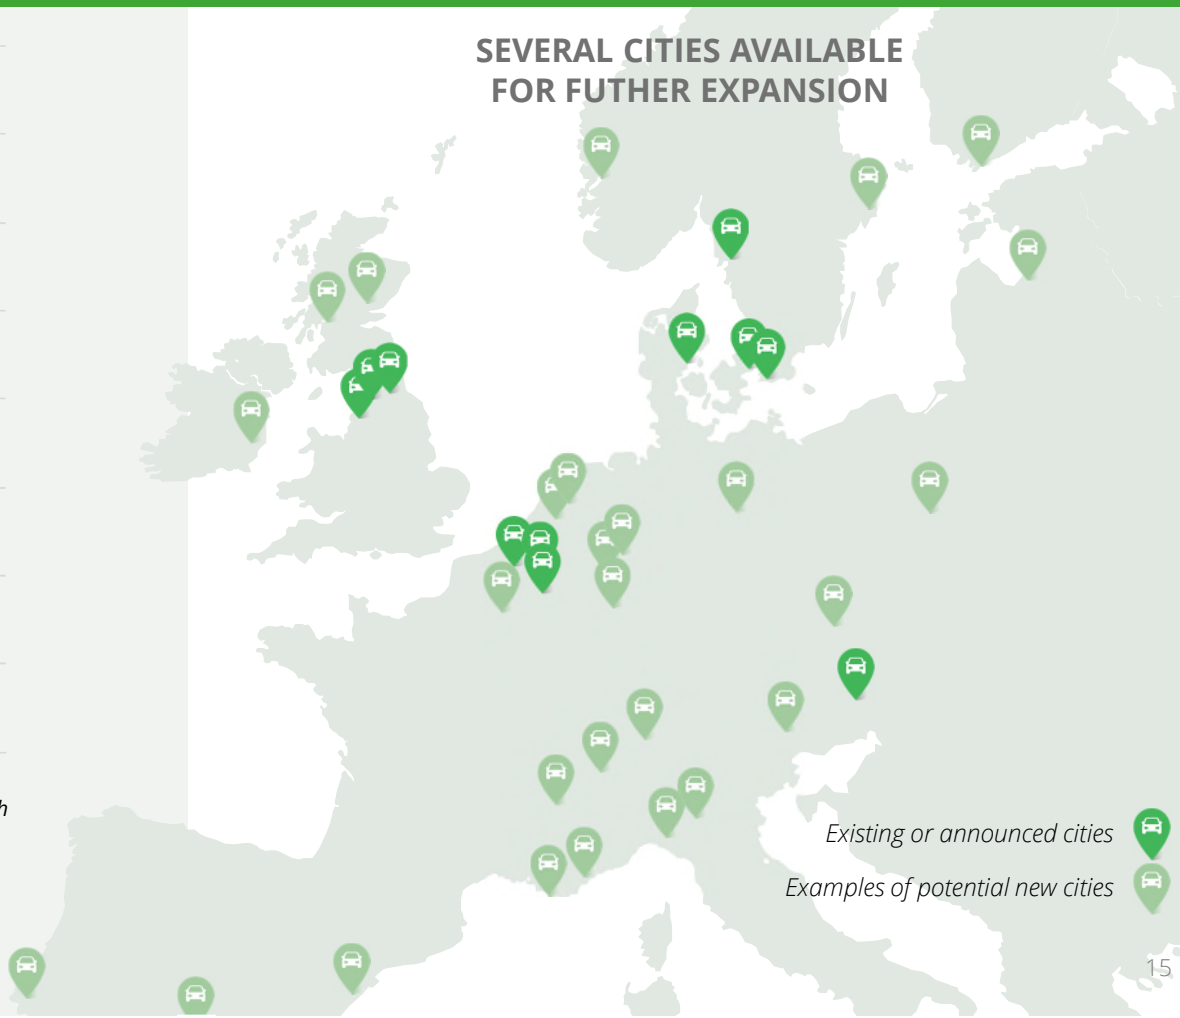 SEVERAL CITIES AVAILABLE
FOR FUTHER EXPANSION
Existing or announced cities
Examples of potential new cities
15